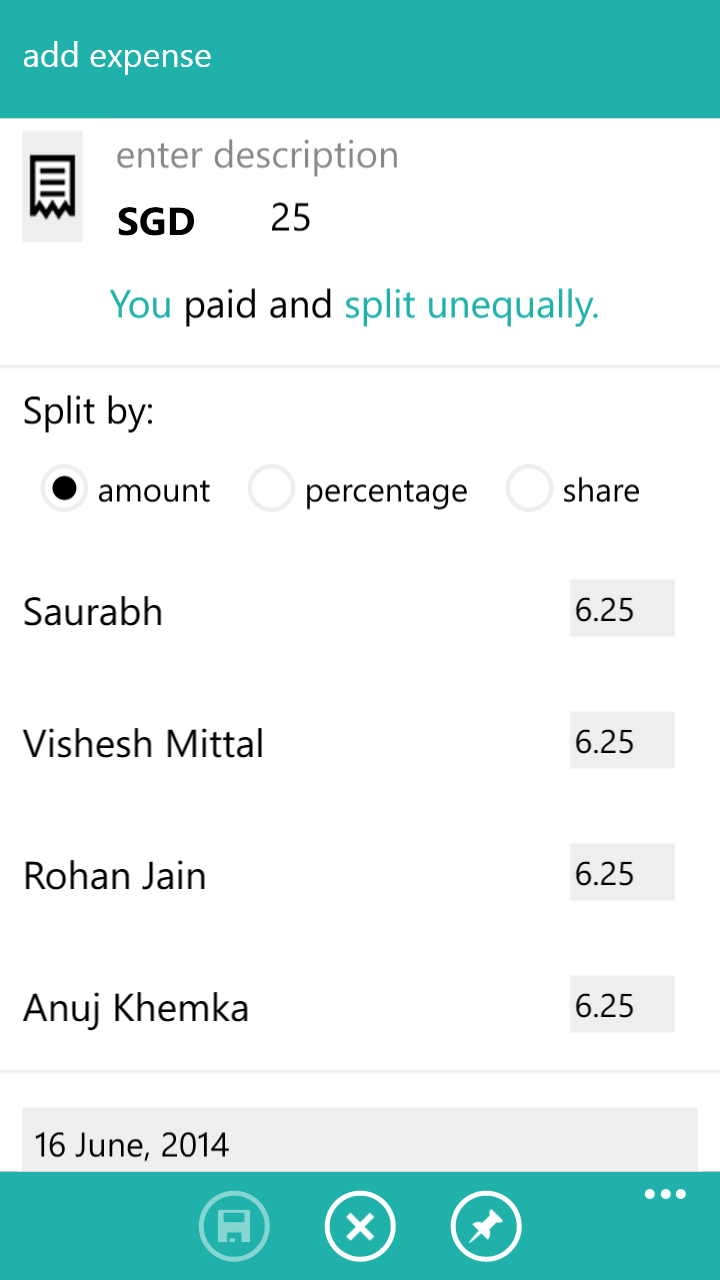 add expense
enter description
SGD 25
You paid and split unequally.
Split by:
amount percentage share
Saurabh 6.25
Vishesh Mittal 6.25
Rohan Jain 6.25
Anuj Khemka 6.25
16 June, 2014